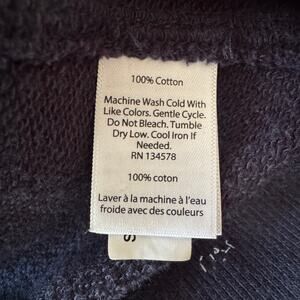 100% Cotton
Machine Wash Cold With
Like Colors. Gentle Cycle.
Do Not Bleach. Tumble
Dry Low. Cool Iron If
Needed.
RN 134578
100% coton
Laver à la machine à l'eau
froide avec des couleurs
S